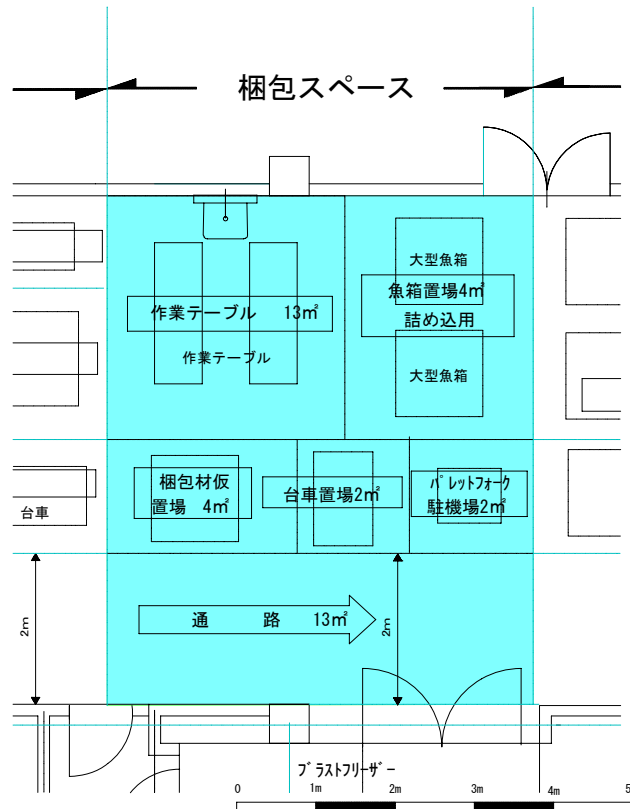 梱包スペース
大型魚箱
魚箱置場4㎡
詰め込用
作業テーブル 13㎡
作業テーブル
大型魚箱
梱包材仮
置場 4㎡
台車置場2㎡
パレットフォーク
駐機場2㎡
台車
2m
通 路 13㎡
2m
ブラストフリーザー
0 1m 2m 3m 4m 5